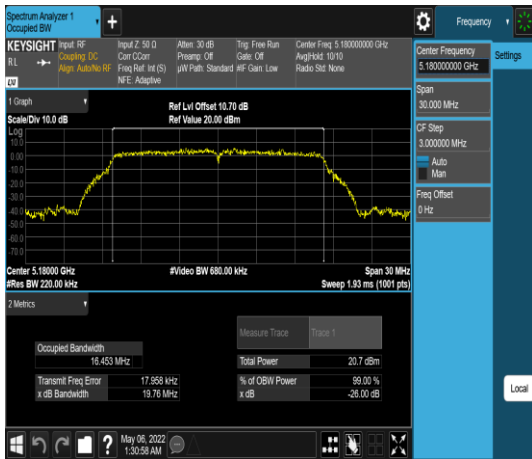 Spectrum Analyzer 1
Occupied BW
Frequency
KEYSIGHT
RL
LXI
Input: RF
Coupling: DC
Align: Auto/No RF
Input Z: 50 Ω
Corr CCorr
Freq Ref: Int (S)
NFE: Adaptive
Atten: 30 dB
Preamp: Off
µW Path: Standard
Trig: Free Run
Gate: Off
#IF Gain: Low
Center Freq: 5.180000000 GHz
Avg|Hold: 10/10
Radio Std: None
Center Frequency
5.180000000 GHz
Settings
Span
30.000 MHz
CF Step
3.000000 MHz
Auto
Man
Freq Offset
0 Hz
Local
1 Graph
Scale/Div 10.0 dB
Ref Lvl Offset 10.70 dB
Ref Value 20.00 dBm
Log
10.0
0.00
-10.0
-20.0
-30.0
-40.0
-50.0
-60.0
-70.0
Center 5.18000 GHz
#Res BW 220.00 kHz
#Video BW 680.00 kHz
Span 30 MHz
Sweep 1.93 ms (1001 pts)
2 Metrics
Measure Trace
Trace 1
Occupied Bandwidth
16.453 MHz
Total Power
20.7 dBm
Transmit Freq Error
17.958 kHz
% of OBW Power
99.00 %
x dB Bandwidth
19.76 MHz
x dB
-26.00 dB
May 06, 2022
1:30:58 AM